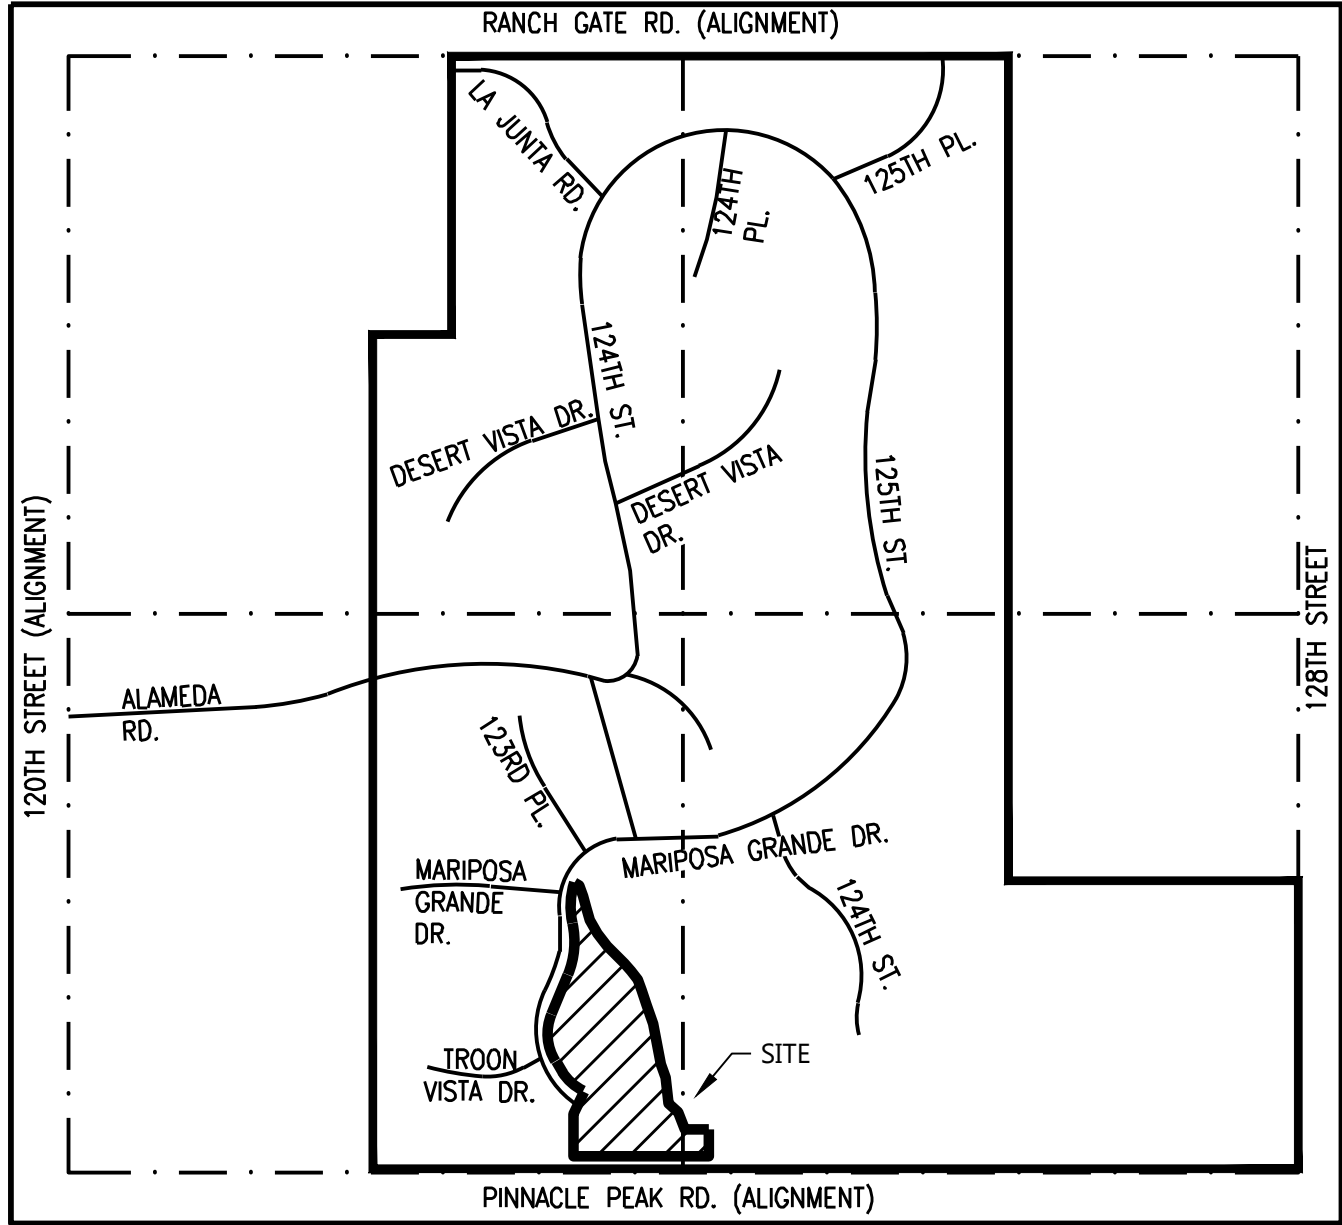 RANCH GATE RD. (ALIGNMENT)
LA JUNTA RD.
125TH PL.
124TH
PL.
124TH ST.
DESERT VISTA DR.
DESERT VISTA
DR.
125TH ST.
120TH STREET (ALIGNMENT)
128TH STREET
ALAMEDA
RD.
123RD PL.
MARIPOSA GRANDE DR.
MARIPOSA
GRANDE
DR.
124TH ST.
TROON
VISTA DR.
SITE
PINNACLE PEAK RD. (ALIGNMENT)